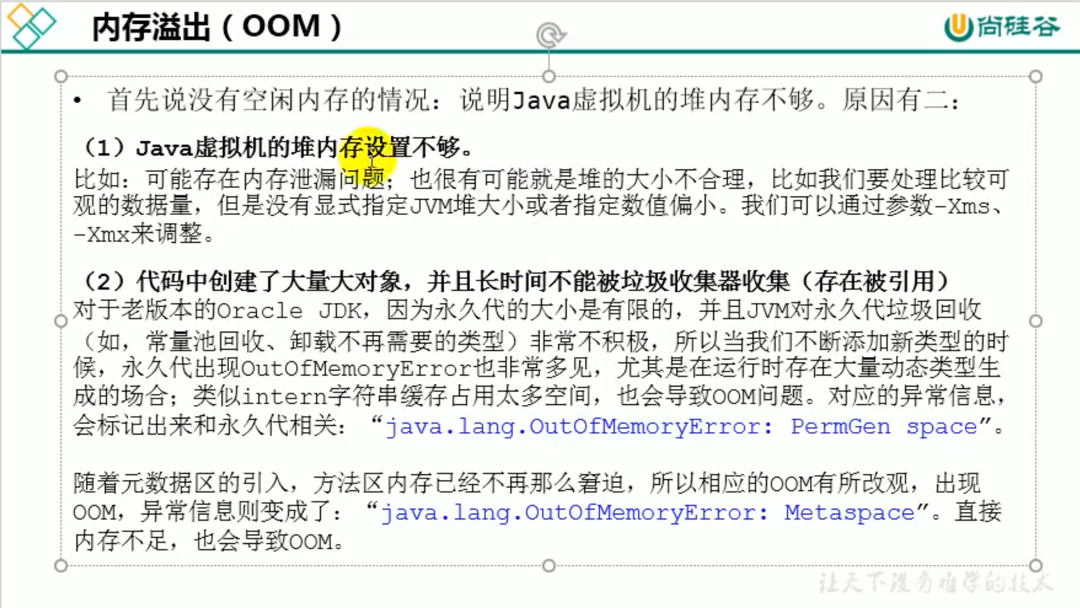 内存溢出（OOM）
尚硅谷
• 首先说没有空闲内存的情况：说明Java虚拟机的堆内存不够。原因有二：
（1）Java虚拟机的堆内存设置不够。
比如：可能存在内存泄漏问题；也很有可能就是堆的大小不合理，比如我们要处理比较可
观的数据量，但是没有显式指定JVM堆大小或者指定数值偏小。我们可以通过参数-Xms、
-Xmx来调整。
（2）代码中创建了大量大对象，并且长时间不能被垃圾收集器收集（存在被引用）
对于老版本的Oracle JDK，因为永久代的大小是有限的，并且JVM对永久代垃圾回收
（如，常量池回收、卸载不再需要的类型）非常不积极，所以当我们不断添加新类型的时
候，永久代出现OutOfMemoryError也非常多见，尤其是在运行时存在大量动态类型生
成的场合；类似intern字符串缓存占用太多空间，也会导致OOM问题。对应的异常信息，
会标记出来和永久代相关：“java.lang.OutOfMemoryError: PermGen space”。
随着元数据区的引入，方法区内存已经不再那么窘迫，所以相应的OOM有所改观，出现
OOM，异常信息则变成了：“java.lang.OutOfMemoryError: Metaspace”。直接
内存不足，也会导致OOM。
让天下没有难学的技术